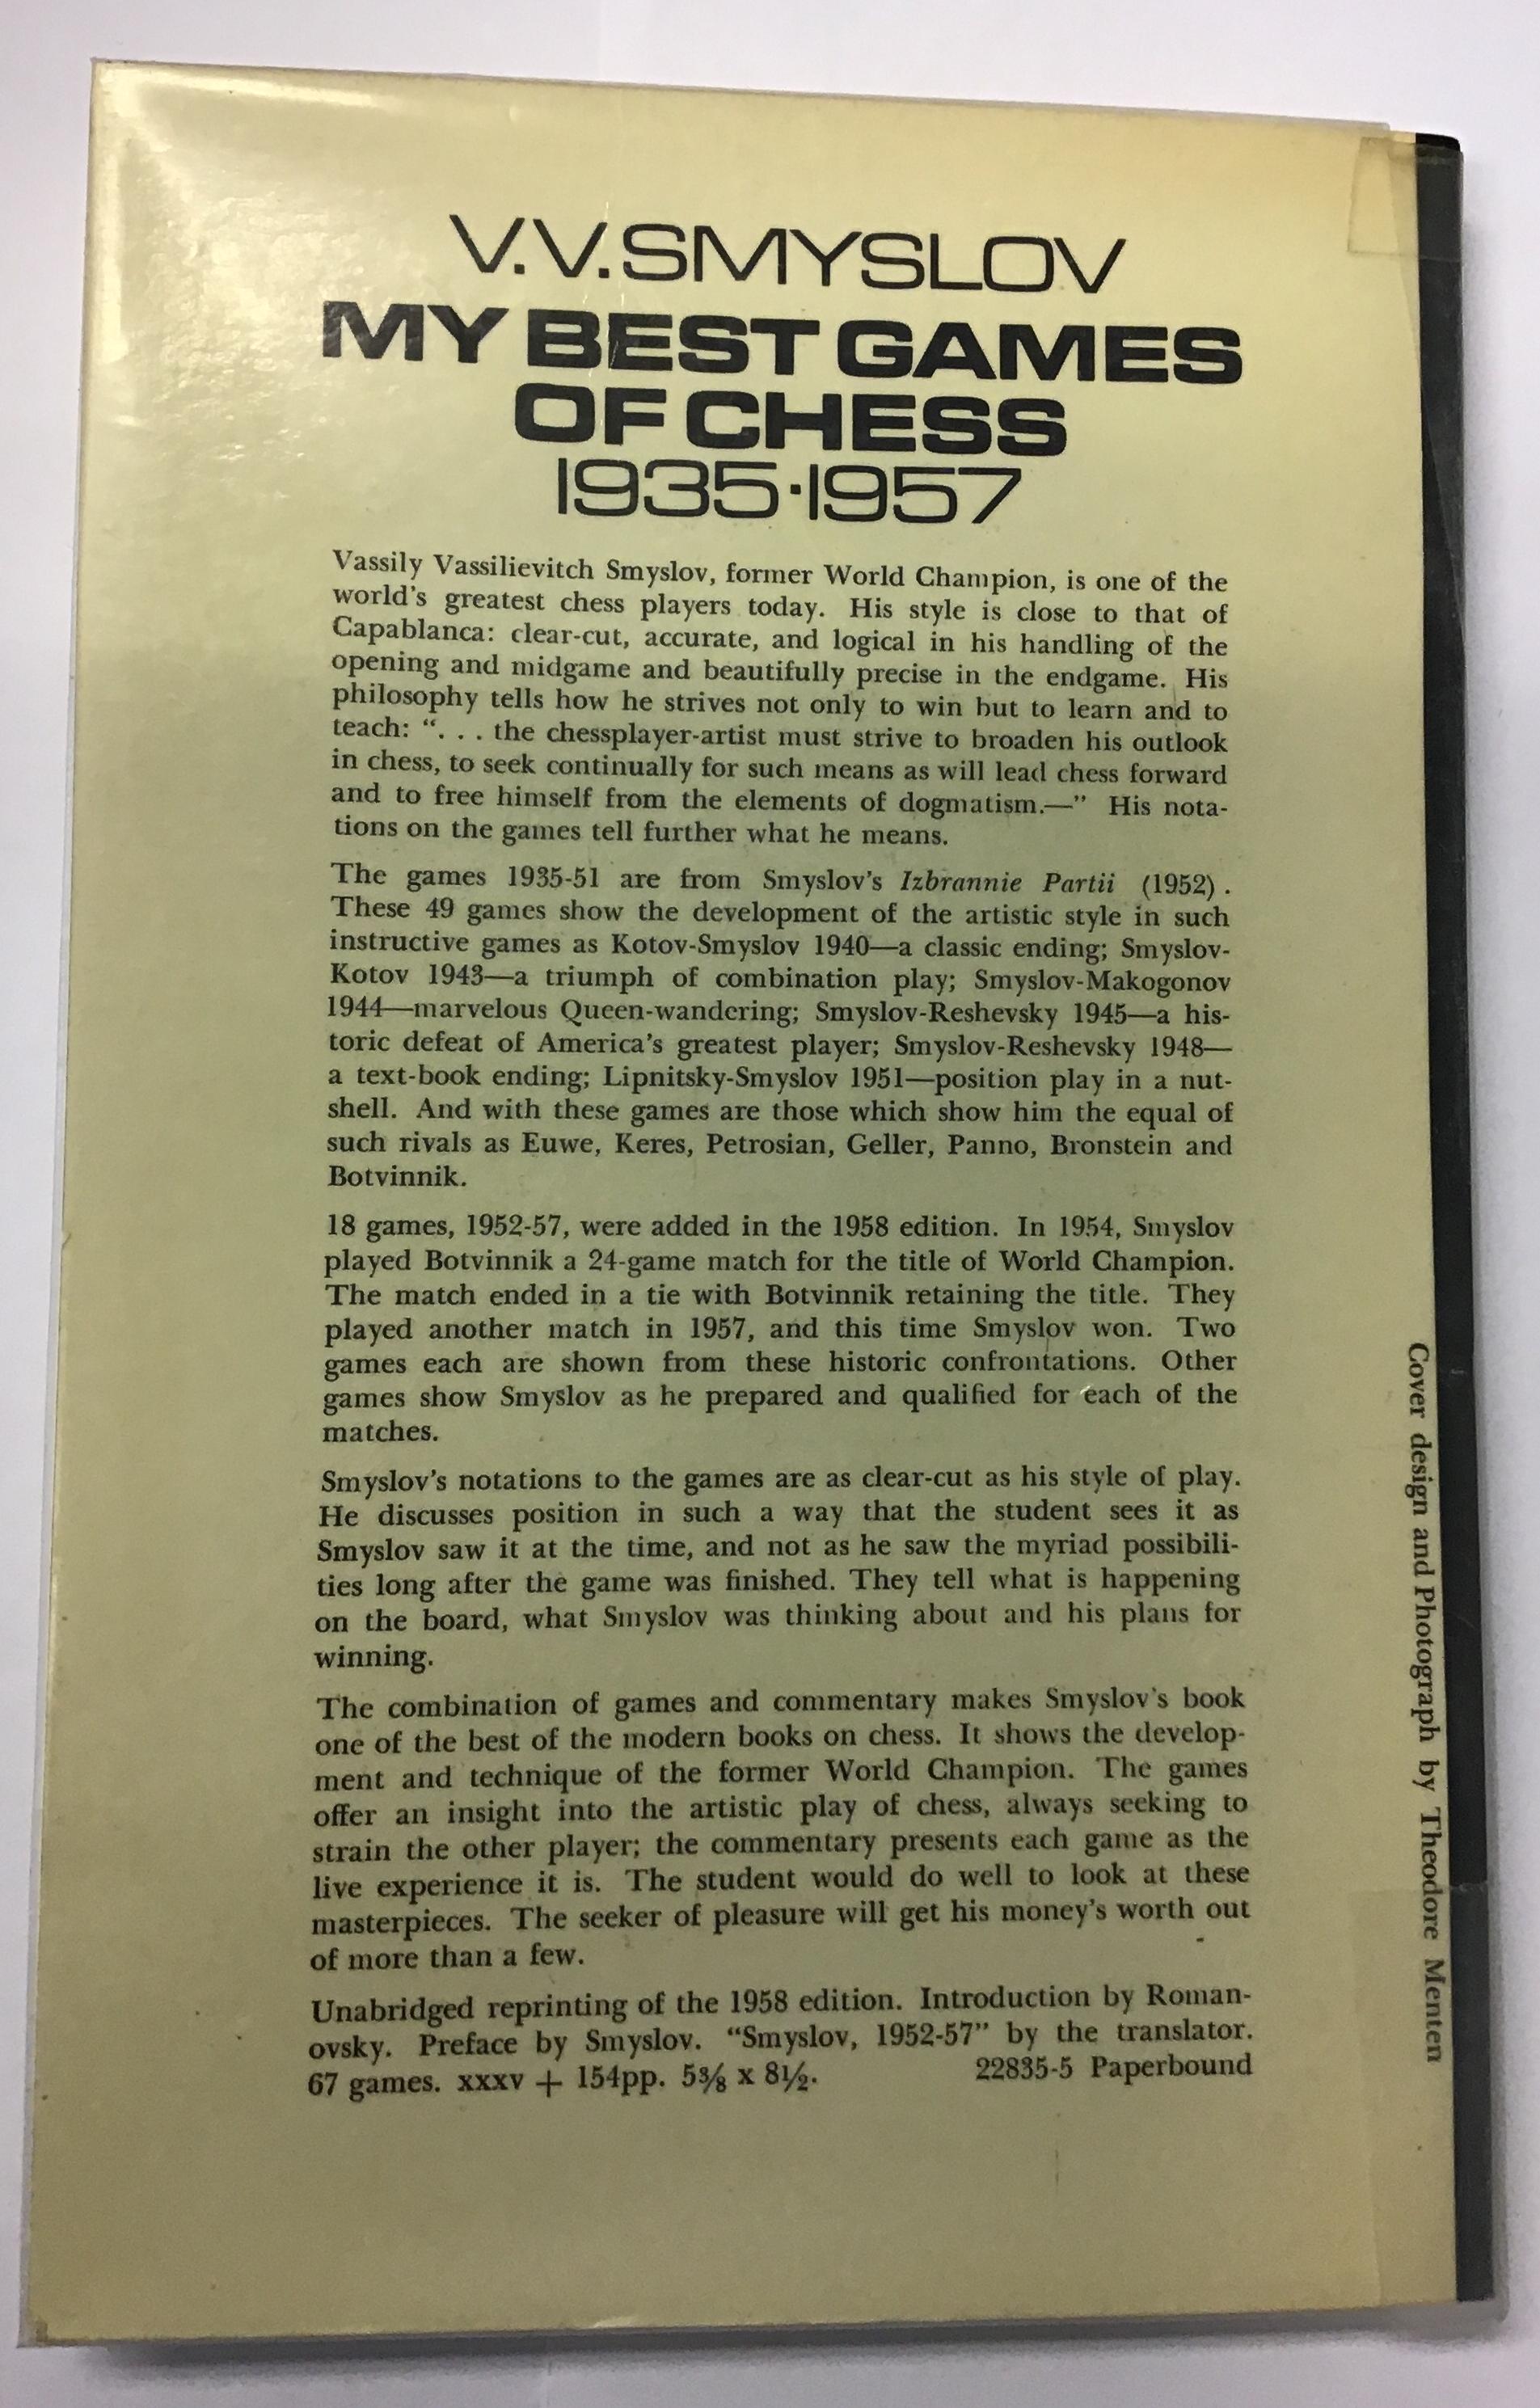 V.V.SMYSLOV
MY BEST GAMES
OF CHESS
1935·1957
Vassily Vassilievitch Smyslov, former World Champion, is one of the
world's greatest chess players today. His style is close to that of
Capablanca: clear-cut, accurate, and logical in his handling of the
opening and midgame and beautifully precise in the endgame. His
philosophy tells how he strives not only to win but to learn and to
teach: “. . . the chessplayer-artist must strive to broaden his outlook
in chess, to seek continually for such means as will lead chess forward
and to free himself from the elements of dogmatism.—” His nota-
tions on the games tell further what he means.
The games 1935-51 are from Smyslov's Izbrannie Partii (1952).
These 49 games show the development of the artistic style in such
instructive games as Kotov-Smyslov 1940—a classic ending; Smyslov-
Kotov 1943—a triumph of combination play; Smyslov-Makogonov
1944—marvelous Queen-wandering; Smyslov-Reshevsky 1945—a his-
toric defeat of America's greatest player; Smyslov-Reshevsky 1948—
a text-book ending; Lipnitsky-Smyslov 1951—position play in a nut-
shell. And with these games are those which show him the equal of
such rivals as Euwe, Keres, Petrosian, Geller, Panno, Bronstein and
Botvinnik.
18 games, 1952-57, were added in the 1958 edition. In 1954, Smyslov
played Botvinnik a 24-game match for the title of World Champion.
The match ended in a tie with Botvinnik retaining the title. They
played another match in 1957, and this time Smyslov won. Two
games each are shown from these historic confrontations. Other
games show Smyslov as he prepared and qualified for each of the
matches.
Smyslov's notations to the games are as clear-cut as his style of play.
He discusses position in such a way that the student sees it as
Smyslov saw it at the time, and not as he saw the myriad possibili-
ties long after the game was finished. They tell what is happening
on the board, what Smyslov was thinking about and his plans for
winning.
The combination of games and commentary makes Smyslov's book
one of the best of the modern books on chess. It shows the develop-
ment and technique of the former World Champion. The games
offer an insight into the artistic play of chess, always seeking to
strain the other player; the commentary presents each game as the
live experience it is. The student would do well to look at these
masterpieces. The seeker of pleasure will get his money's worth out
of more than a few.
Unabridged reprinting of the 1958 edition. Introduction by Roman-
ovsky. Preface by Smyslov. “Smyslov, 1952-57” by the translator.
67 games. xxxv + 154pp. 5⅜ x 8½. 22835-5 Paperbound
Cover design and Photograph by Theodore Menten